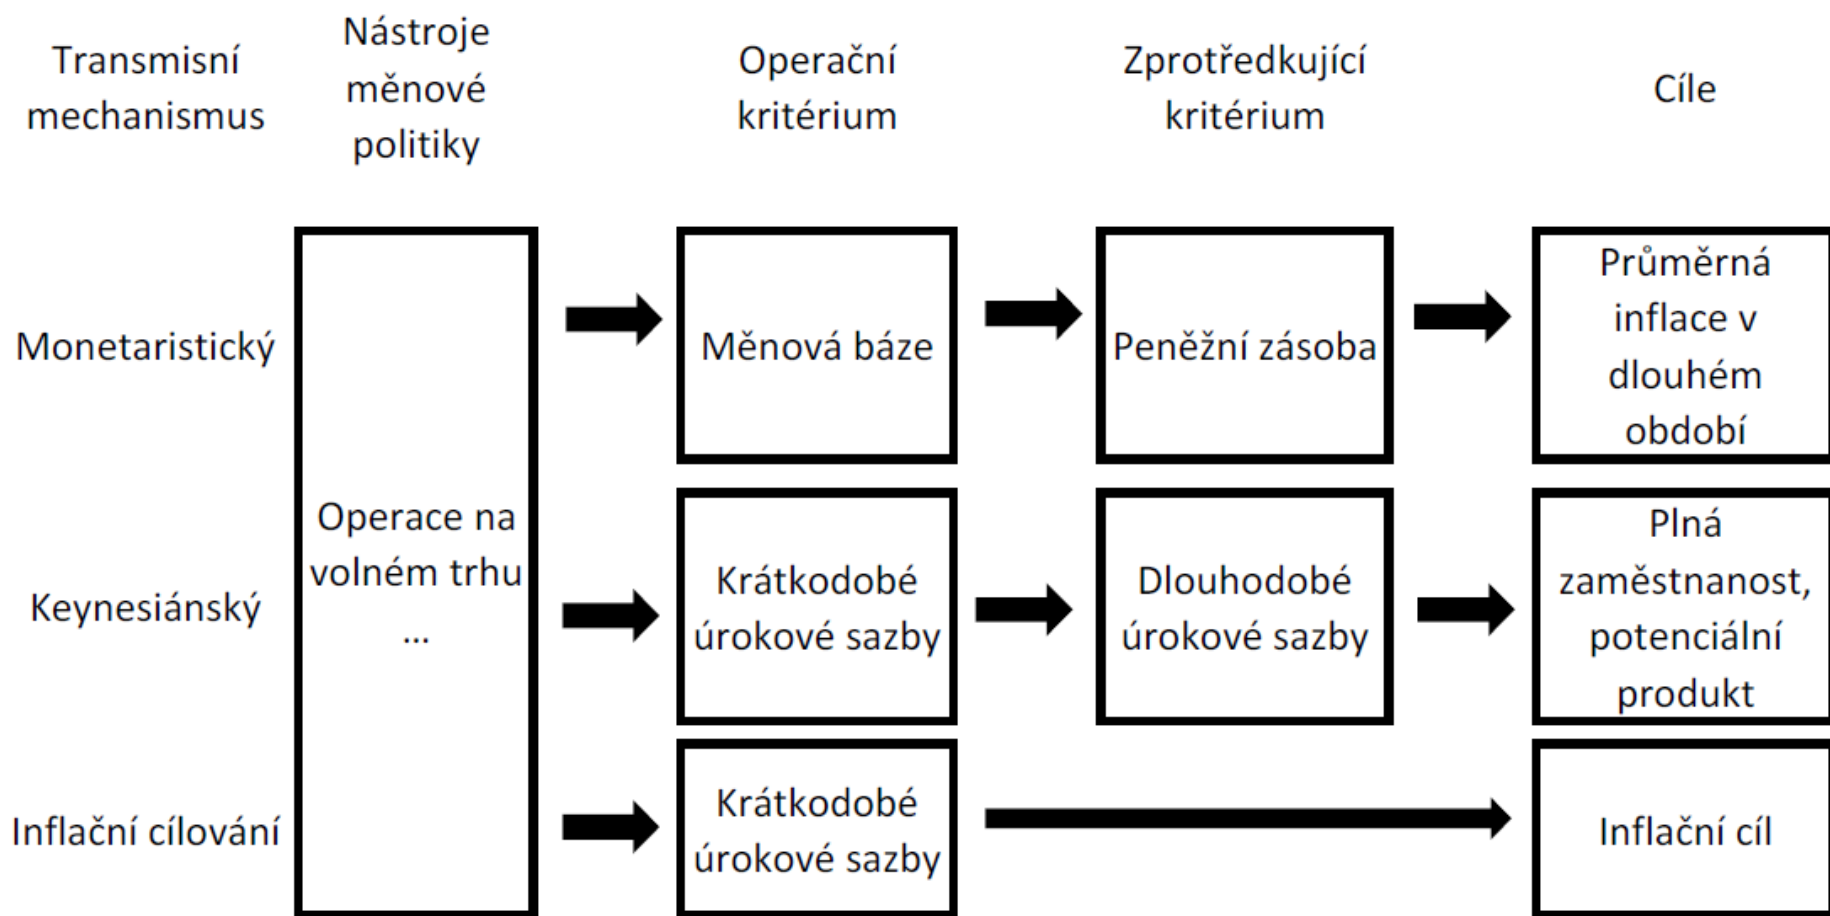 Transmisní
mechanismus
Nástroje
měnové
politiky
Operační
kritérium
Zprotředkující
kritérium
Cíle
Monetaristický
Keynesiánský
Inflační cílování
Operace na
volném trhu
...
Měnová báze
Peněžní zásoba
Průměrná
inflace v
dlouhém
období
Krátkodobé
úrokové sazby
Dlouhodobé
úrokové sazby
Plná
zaměstnanost,
potenciální
produkt
Krátkodobé
úrokové sazby
Inflační cíl